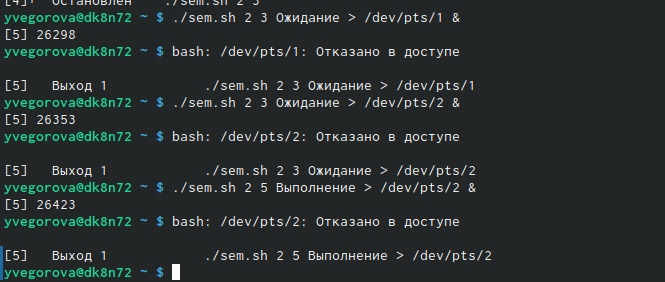 [4]+  Остановлен    ./sem.sh 2 3
yvegorova@dk8n72 ~ $ ./sem.sh 2 3 Ожидание > /dev/pts/1 &
[5] 26298
yvegorova@dk8n72 ~ $ bash: /dev/pts/1: Отказано в доступе
[5]   Выход 1            ./sem.sh 2 3 Ожидание > /dev/pts/1
yvegorova@dk8n72 ~ $ ./sem.sh 2 3 Ожидание > /dev/pts/2 &
[5] 26353
yvegorova@dk8n72 ~ $ bash: /dev/pts/2: Отказано в доступе
[5]   Выход 1            ./sem.sh 2 3 Ожидание > /dev/pts/2
yvegorova@dk8n72 ~ $ ./sem.sh 2 5 Выполнение > /dev/pts/2 &
[5] 26423
yvegorova@dk8n72 ~ $ bash: /dev/pts/2: Отказано в доступе
[5]   Выход 1            ./sem.sh 2 5 Выполнение > /dev/pts/2
yvegorova@dk8n72 ~ $